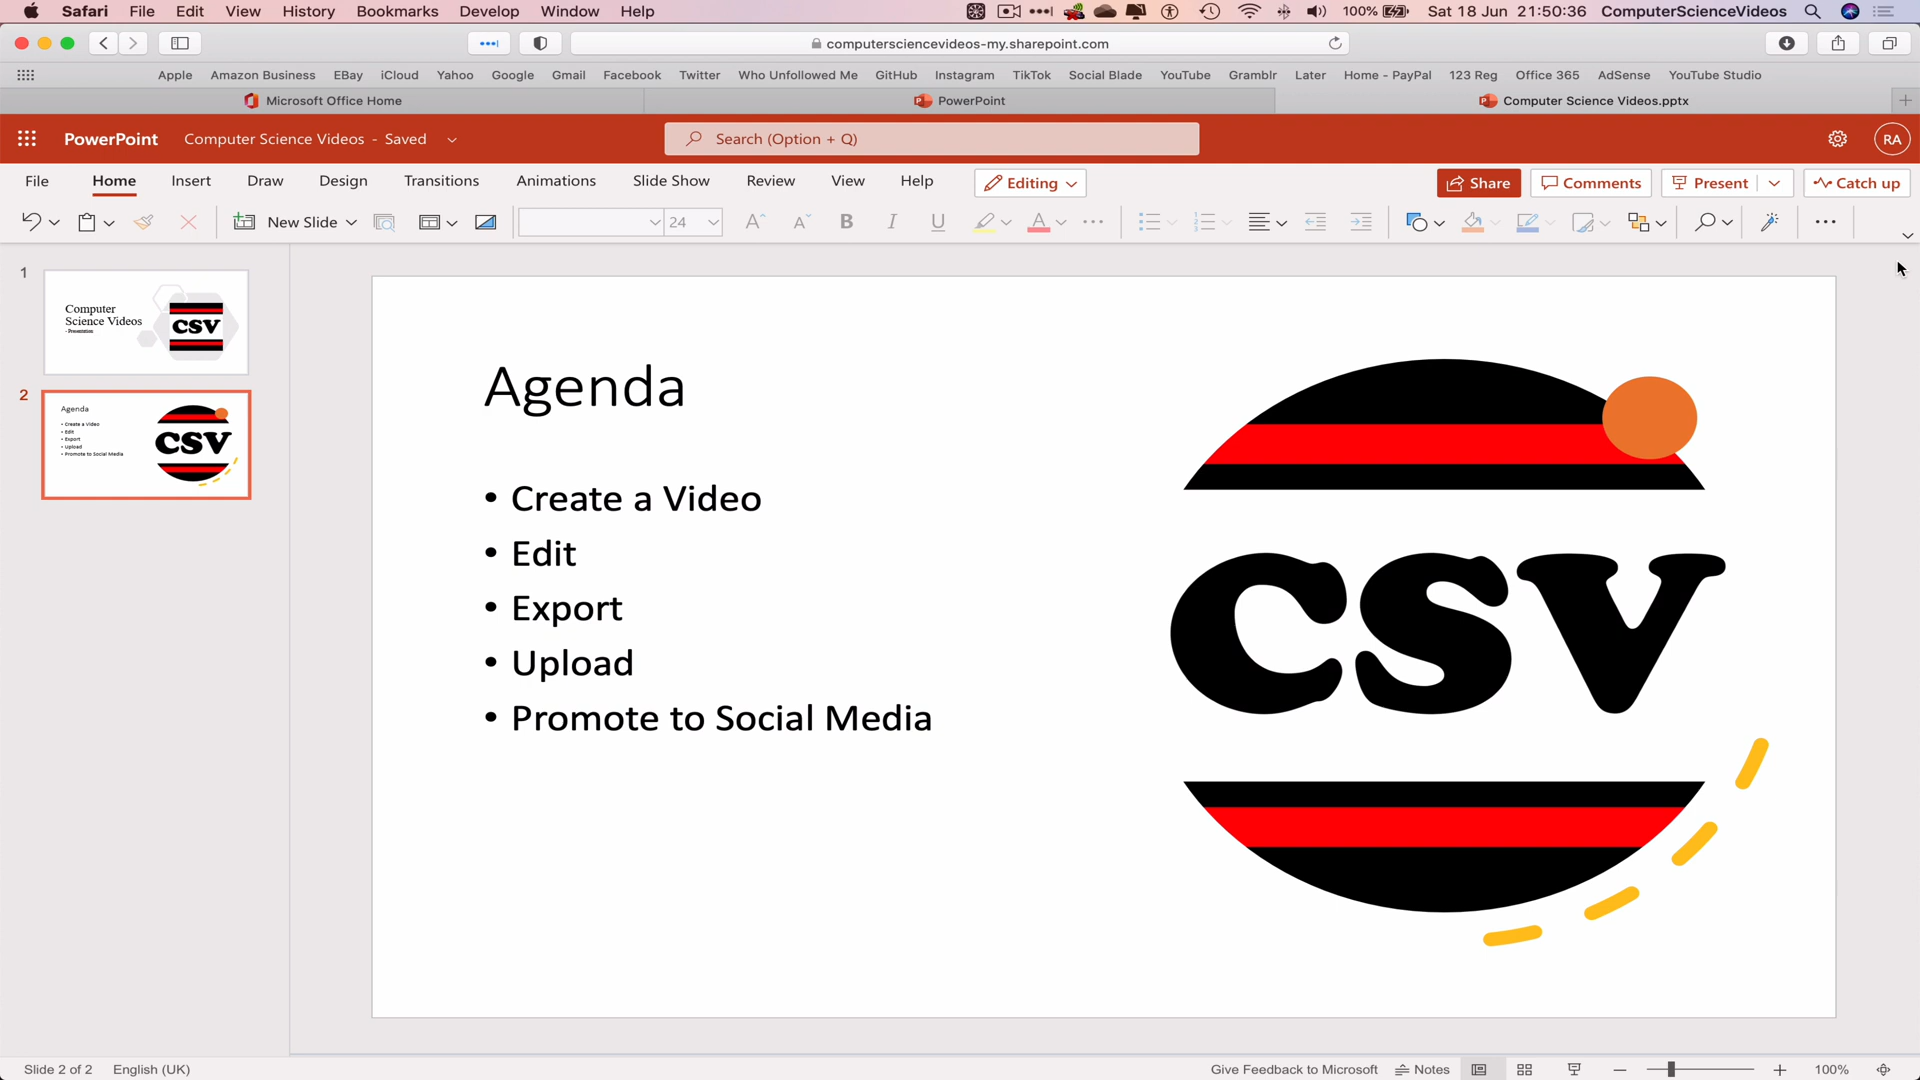 Safari File Edit View History Bookmarks Develop Window Help 100% Sat 18 Jun 21:50:36 ComputerScienceVideos
computersciencevideos-my.sharepoint.com
Apple Amazon Business EBay iCloud Yahoo Google Gmail Facebook Twitter Who Unfollowed Me GitHub Instagram TikTok Social Blade YouTube Gramblr Later Home - PayPal 123 Reg Office 365 AdSense YouTube Studio
Microsoft Office Home PowerPoint Computer Science Videos.pptx
PowerPoint Computer Science Videos - Saved Search (Option + Q) RA
File Home Insert Draw Design Transitions Animations Slide Show Review View Help Editing Share Comments Present Catch up
New Slide 24 A A B I U A
1
Computer
Science Videos
- Presentation
CSV
2
Agenda
• Create a Video
• Edit
• Export
• Upload
• Promote to Social Media
CSV
Agenda
• Create a Video
• Edit
• Export
• Upload
• Promote to Social Media
CSV
Slide 2 of 2 English (UK) Give Feedback to Microsoft Notes 100%